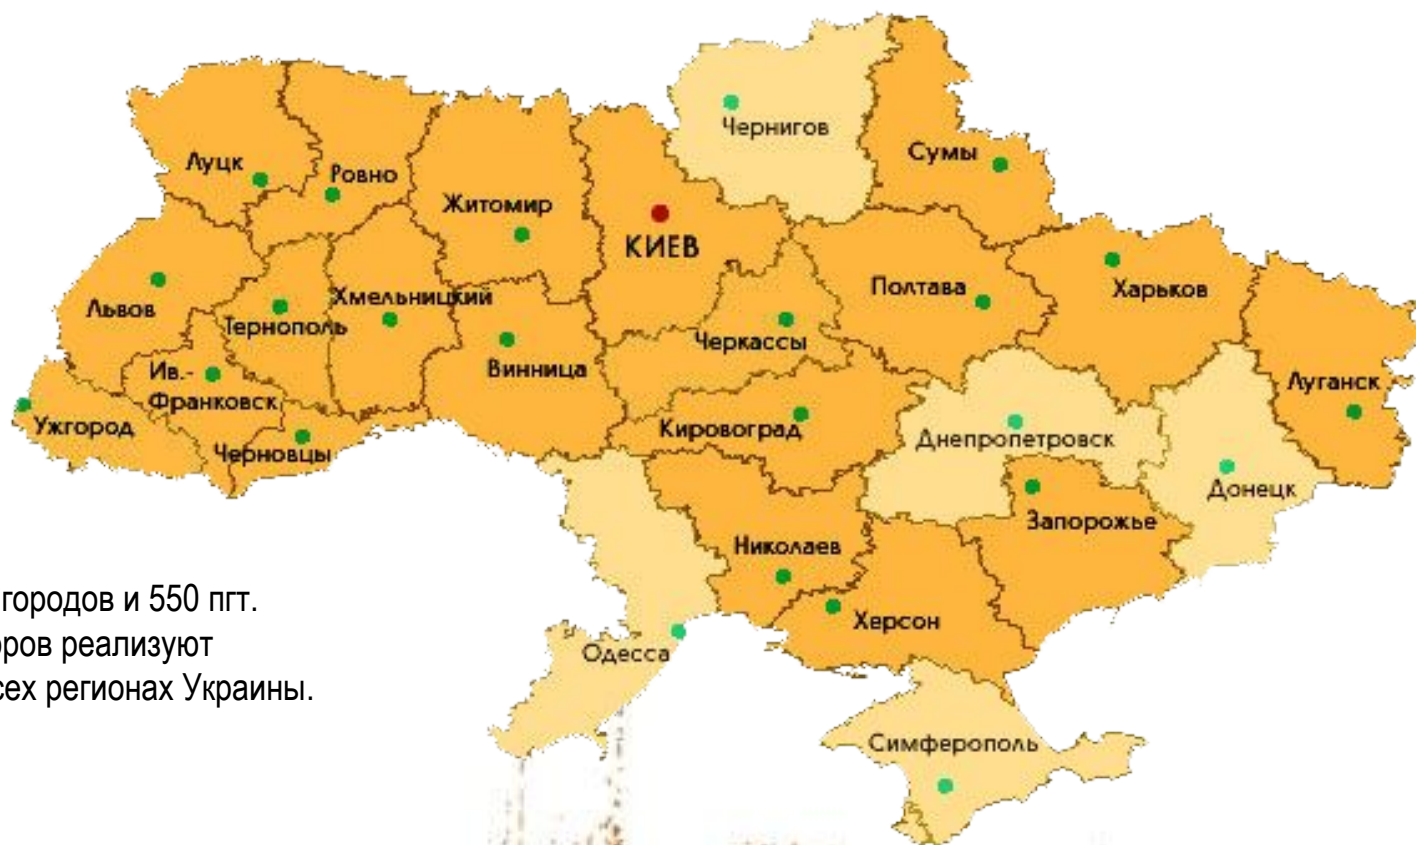 Чернигов
Сумы
Луцк
Ровно
Житомир
КИЕВ
Полтава
Харьков
Львов
Тернополь
Хмельницкий
Черкассы
Винница
Ив.-
Франковск
Луганск
Ужгород
Черновцы
Кировоград
Днепропетровск
Донецк
Запорожье
Николаев
Херсон
Одесса
Симферополь
городов и 550 пгт.
оров реализуют
сех регионах Украины.